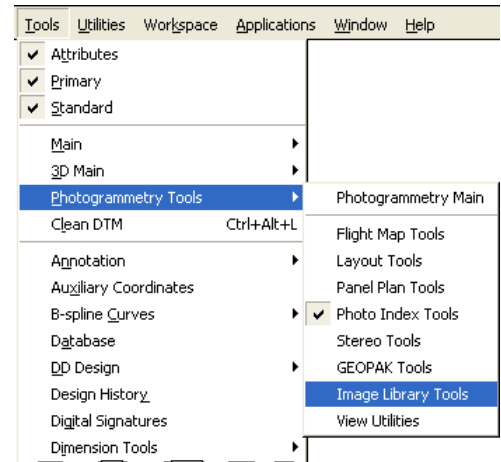 Tools Utilities Workspace Applications Window Help
Attributes
Primary
Standard
Main
3D Main
Photogrammetry Tools
Clean DTM Ctrl+Alt+L
Annotation
Auxiliary Coordinates
B-spline Curves
Database
DD Design
Design History
Digital Signatures
Dimension Tools
Photogrammetry Main
Flight Map Tools
Layout Tools
Panel Plan Tools
Photo Index Tools
Stereo Tools
GEOPAK Tools
Image Library Tools
View Utilities